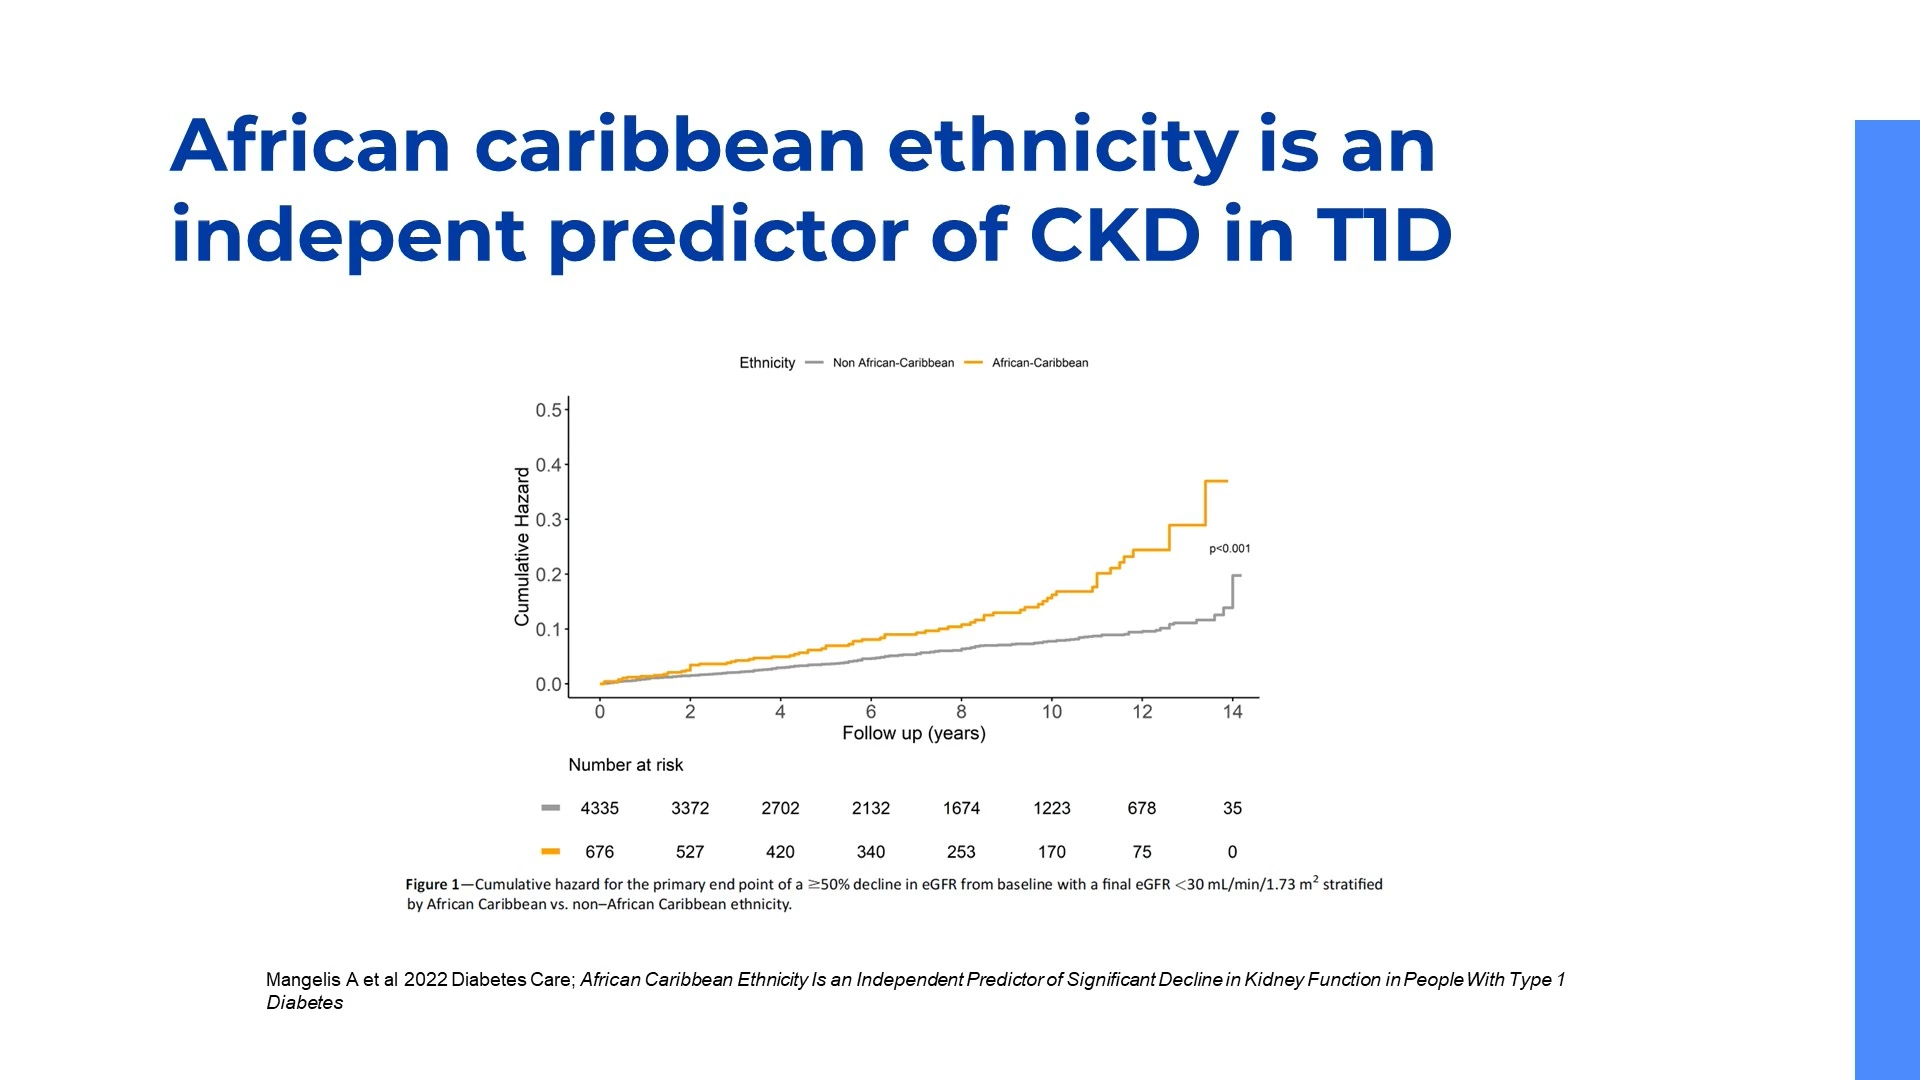 African caribbean ethnicity is an
indepent predictor of CKD in T1D
Ethnicity Non African-Caribbean African-Caribbean
0.5
0.4
0.3
0.2
0.1
0.0
Cumulative Hazard
p<0.001
0 2 4 6 8 10 12 14
Follow up (years)
Number at risk
4335 3372 2702 2132 1674 1223 678 35
676 527 420 340 253 170 75 0
Figure 1—Cumulative hazard for the primary end point of a ≥50% decline in eGFR from baseline with a final eGFR <30 mL/min/1.73 m² stratified
by African Caribbean vs. non–African Caribbean ethnicity.
Mangelis A et al 2022 Diabetes Care; African Caribbean Ethnicity Is an Independent Predictor of Significant Decline in Kidney Function in People With Type 1
Diabetes